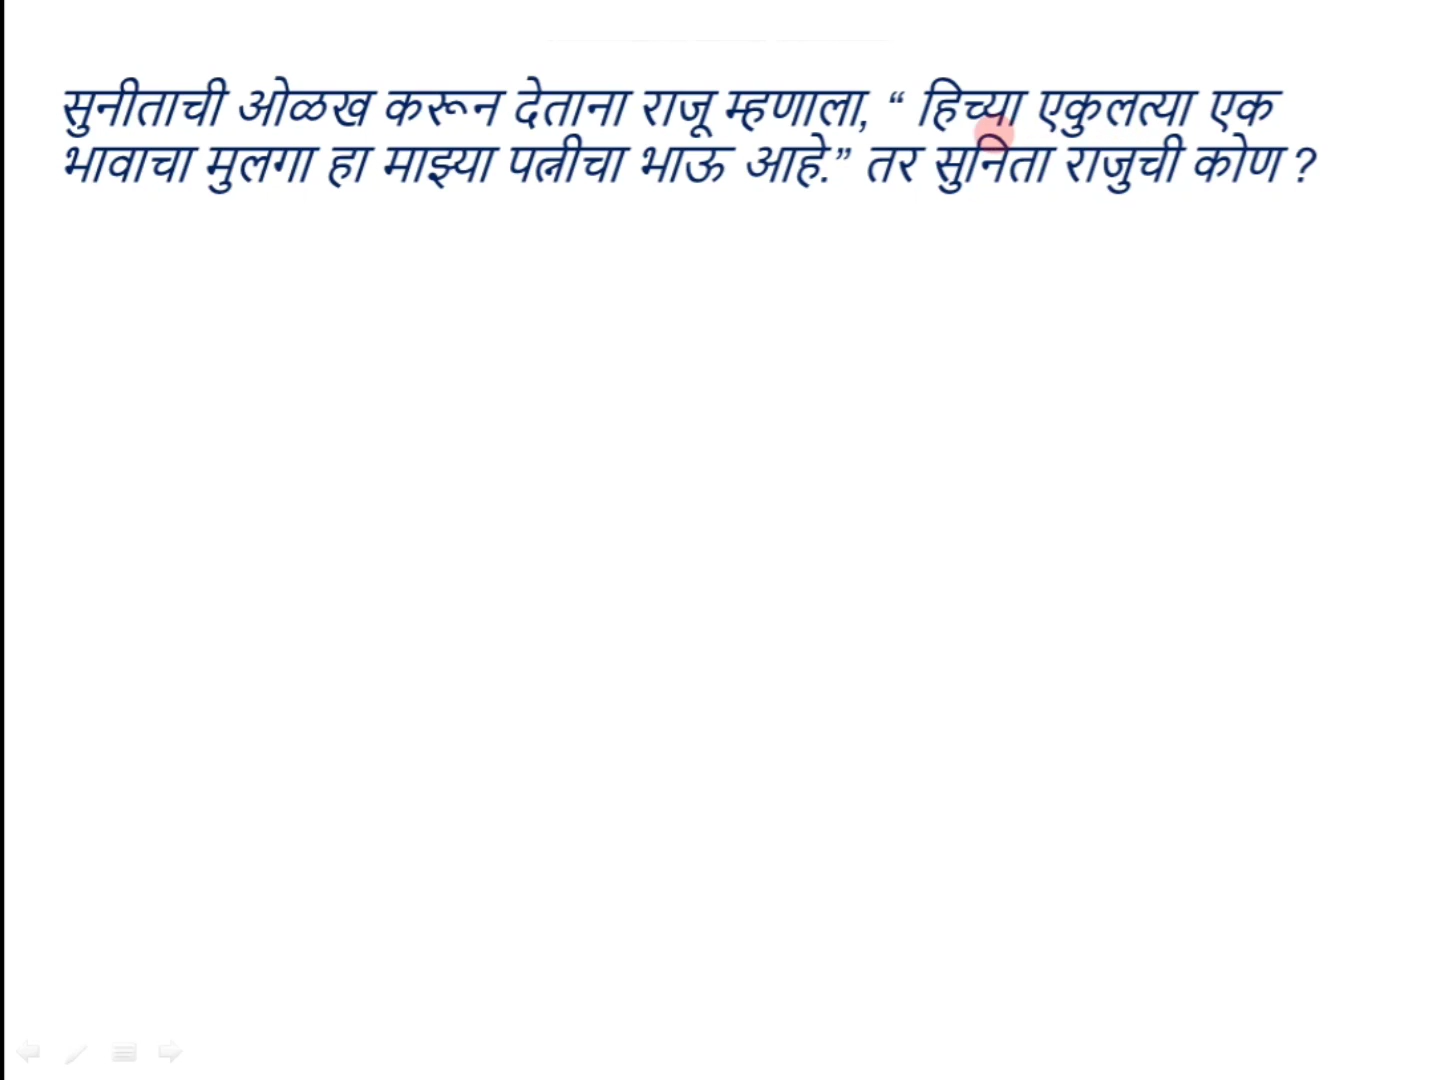 सुनीताची ओळख करून देताना राजू म्हणाला, “ हिच्या एकुलत्या एक
भावाचा मुलगा हा माझ्या पत्नीचा भाऊ आहे.” तर सुनिता राजुची कोण ?